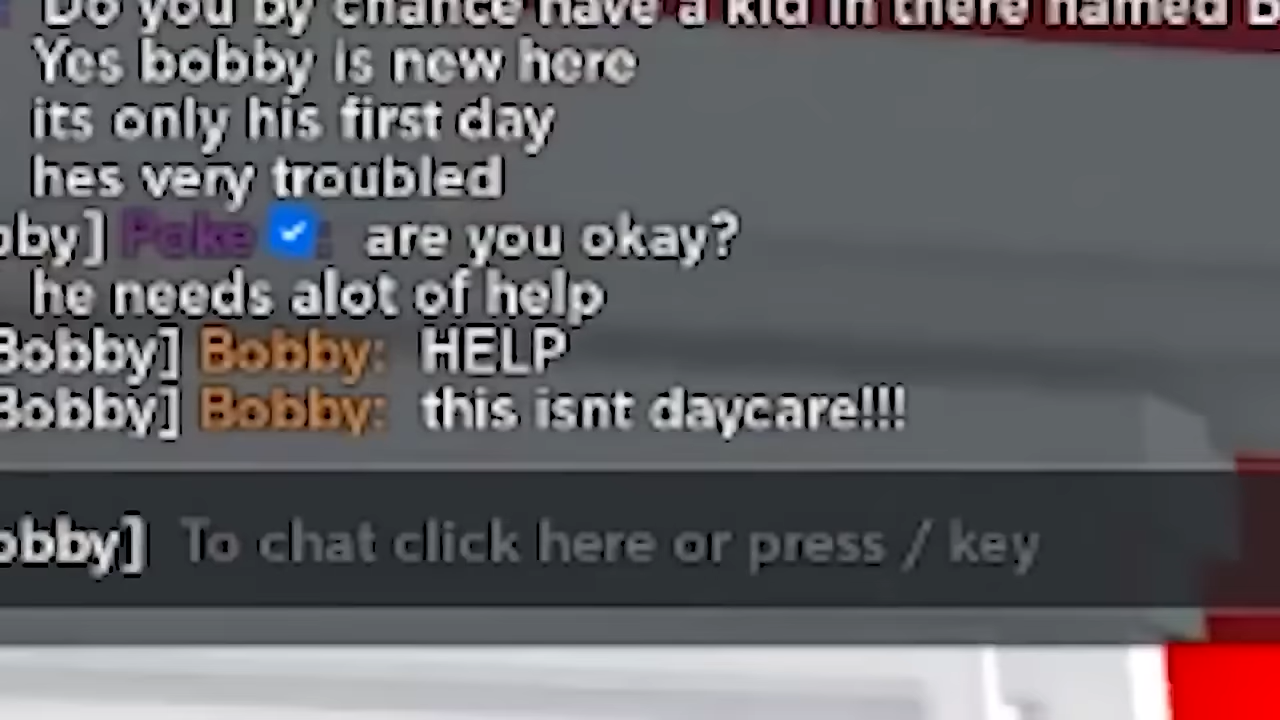 Do you by chance have a kid in there named
Yes bobby is new here
its only his first day
hes very troubled
bby] Poke: are you okay?
he needs alot of help
Bobby] Bobby: HELP
Bobby] Bobby: this isnt daycare!!!
obby] To chat click here or press / key